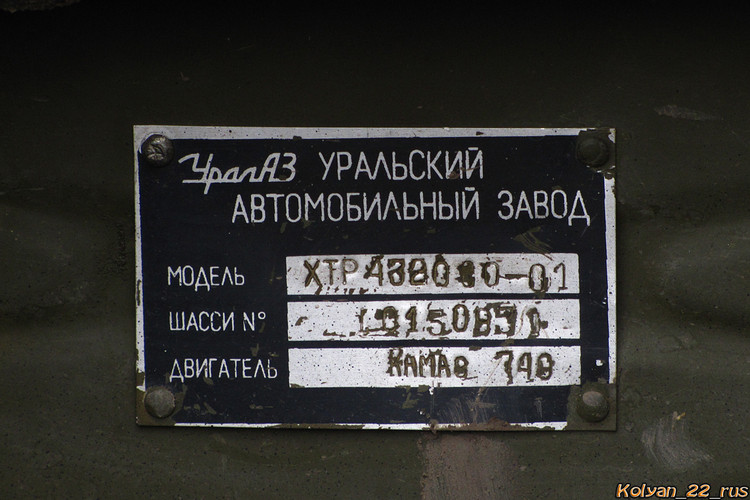 УралАЗ УРАЛЬСКИЙ
АВТОМОБИЛЬНЫЙ ЗАВОД
МОДЕЛЬ
ШАССИ №
ДВИГАТЕЛЬ КАМАЗ 740
Kolyan_22_rus